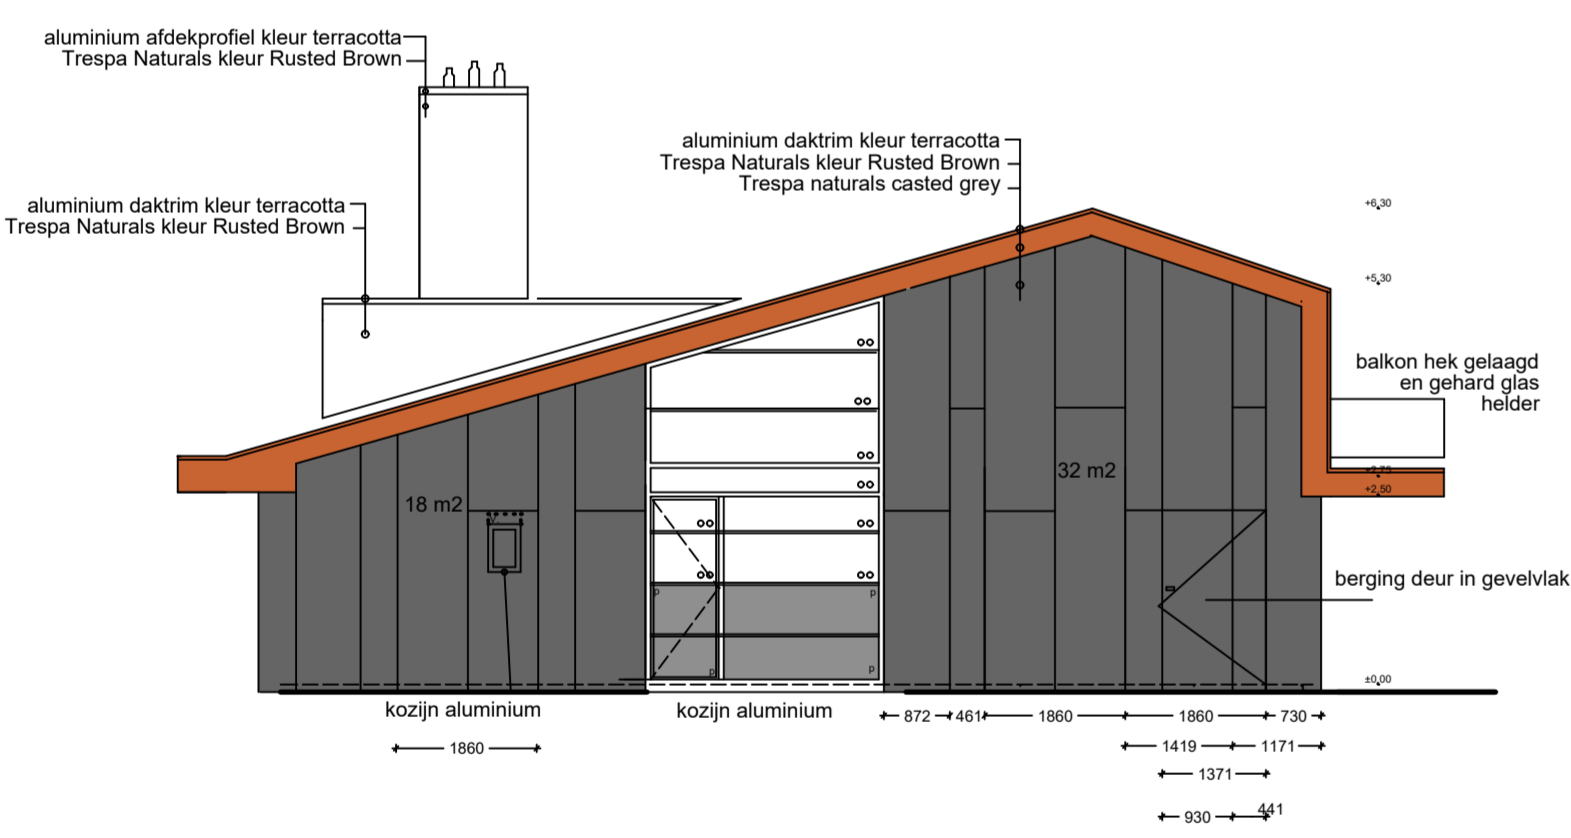 aluminium afdekprofiel kleur terracotta
Trespa Naturals kleur Rusted Brown
aluminium daktrim kleur terracotta
Trespa Naturals kleur Rusted Brown
Trespa naturals casted grey
aluminium daktrim kleur terracotta
Trespa Naturals kleur Rusted Brown
+6,30
+5,30
balkon hek gelaagd
en gehard glas
helder
+2,75
+2,50
18 m2
32 m2
p
p
p
p
berging deur in gevelvlak
±0,00
kozijn aluminium
kozijn aluminium
872
461
1860
1860
730
1860
1419
1171
1371
930
441